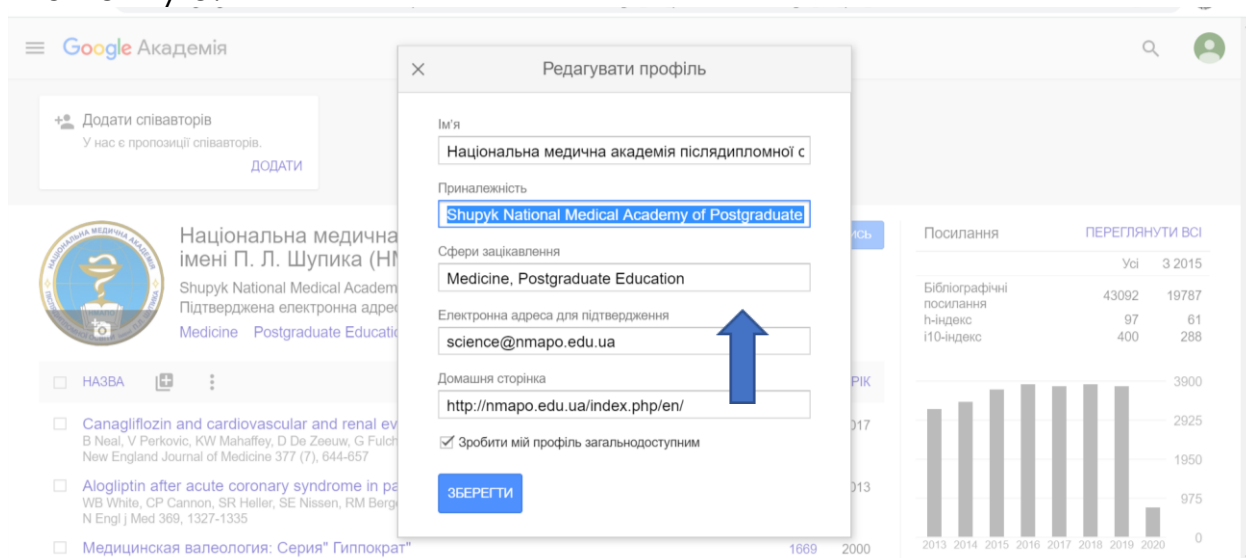 Google Академія
Додати співавторів
У нас є пропозиції співавторів.
ДОДАТИ
Редагувати профіль
Ім'я
Національна медична академія післядипломної с
Приналежність
Shupyk National Medical Academy of Postgraduate
Сфери зацікавлення
Medicine, Postgraduate Education
Електронна адреса для підтвердження
science@nmapo.edu.ua
Домашня сторінка
http://nmapo.edu.ua/index.php/en/
Зробити мій профіль загальнодоступним
ЗБЕРЕГТИ
Національна медична
імені П. Л. Шупика (НМ
Shupyk National Medical Academ
Підтверджена електронна адрес
Medicine Postgraduate Educatio
НАЗВА
РІК
Canagliflozin and cardiovascular and renal ev
B Neal, V Perkovic, KW Mahaffey, D De Zeeuw, G Fulch
New England Journal of Medicine 377 (7), 644-657
017
Alogliptin after acute coronary syndrome in pa
WB White, CP Cannon, SR Heller, SE Nissen, RM Berge
N Engl j Med 369, 1327-1335
013
Медицинская валеология: Серия" Гиппократ"
1669 2000
Посилання ПЕРЕГЛЯНУТИ ВСІ
Усі З 2015
Бібліографічні
посилання 43092 19787
h-індекс 97 61
i10-індекс 400 288
3900
2925
1950
975
0
2013 2014 2015 2016 2017 2018 2019 2020